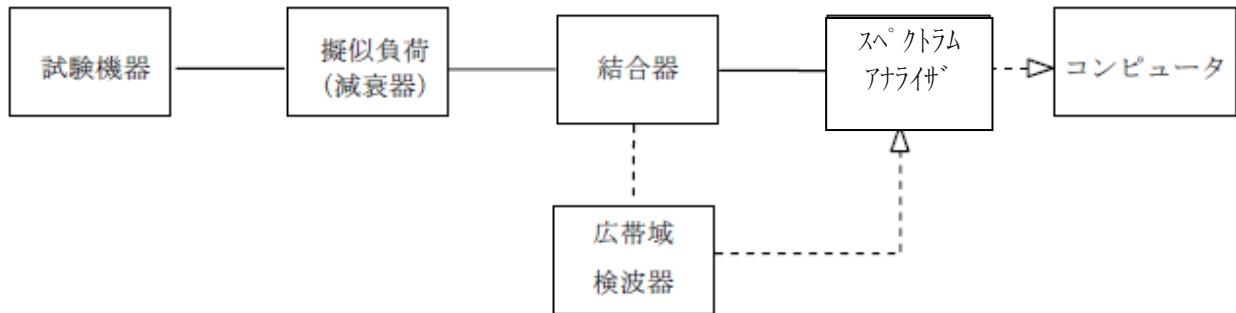 試験機器
擬似負荷
(減衰器)
結合器
スペクトラム
アナライザ
コンピュータ
広帯域
検波器